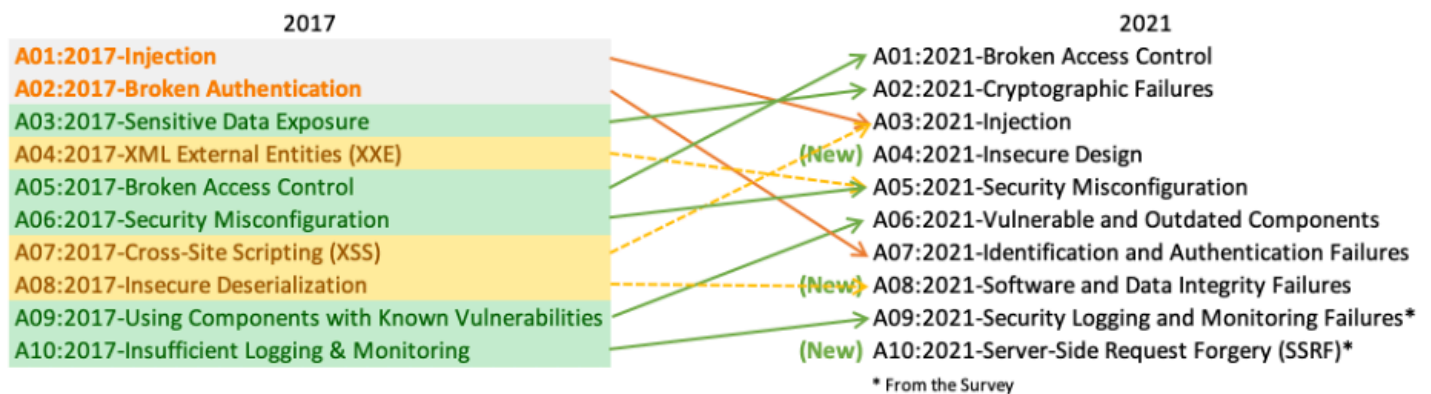 2017
A01:2017-Injection
A02:2017-Broken Authentication
A03:2017-Sensitive Data Exposure
A04:2017-XML External Entities (XXE)
A05:2017-Broken Access Control
A06:2017-Security Misconfiguration
A07:2017-Cross-Site Scripting (XSS)
A08:2017-Insecure Deserialization
A09:2017-Using Components with Known Vulnerabilities
A10:2017-Insufficient Logging & Monitoring
2021
A01:2021-Broken Access Control
A02:2021-Cryptographic Failures
A03:2021-Injection
(New) A04:2021-Insecure Design
A05:2021-Security Misconfiguration
A06:2021-Vulnerable and Outdated Components
A07:2021-Identification and Authentication Failures
(New) A08:2021-Software and Data Integrity Failures
A09:2021-Security Logging and Monitoring Failures*
(New) A10:2021-Server-Side Request Forgery (SSRF)*
* From the Survey